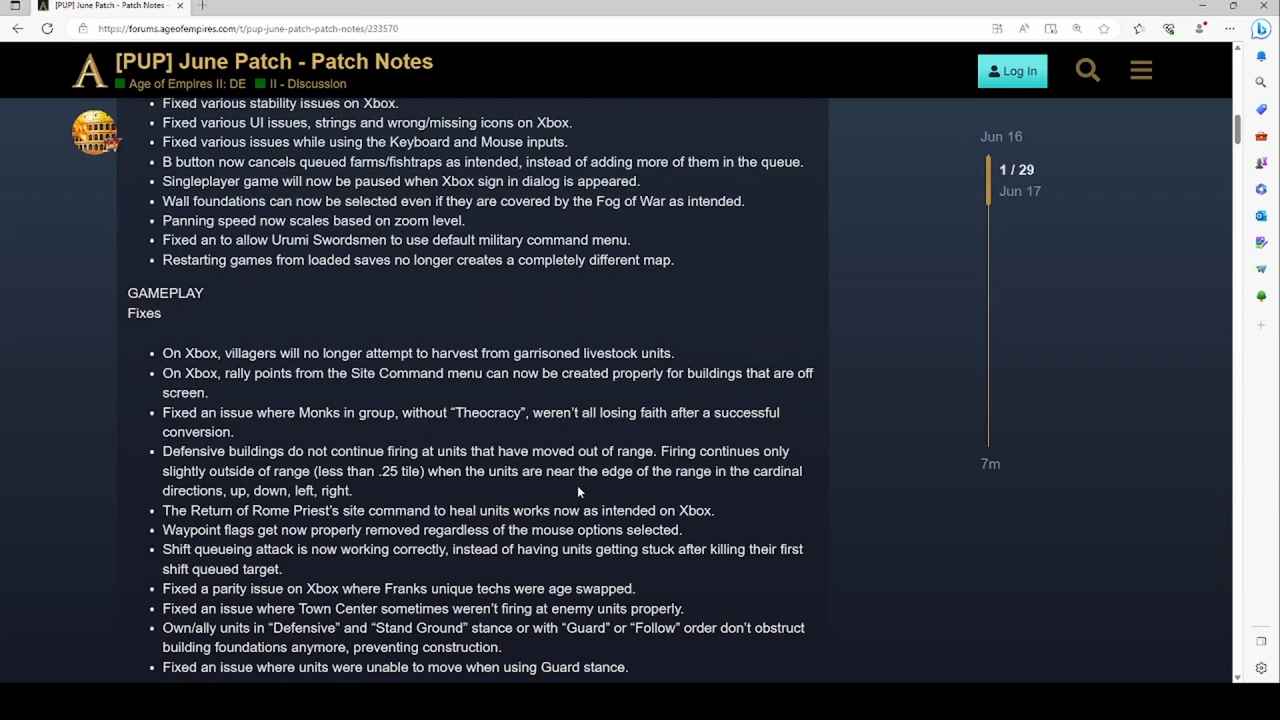 [PUP] June Patch - Patch Notes
https://forums.ageofempires.com/t/pup-june-patch-patch-notes/233570
[PUP] June Patch - Patch Notes
Age of Empires II: DE II - Discussion
Log In
• Fixed various stability issues on Xbox.
• Fixed various UI issues, strings and wrong/missing icons on Xbox.
• Fixed various issues while using the Keyboard and Mouse inputs.
• B button now cancels queued farms/fishtraps as intended, instead of adding more of them in the queue.
• Singleplayer game will now be paused when Xbox sign in dialog is appeared.
• Wall foundations can now be selected even if they are covered by the Fog of War as intended.
• Panning speed now scales based on zoom level.
• Fixed an to allow Urumi Swordsmen to use default military command menu.
• Restarting games from loaded saves no longer creates a completely different map.
GAMEPLAY
Fixes
• On Xbox, villagers will no longer attempt to harvest from garrisoned livestock units.
• On Xbox, rally points from the Site Command menu can now be created properly for buildings that are off
screen.
• Fixed an issue where Monks in group, without “Theocracy”, weren’t all losing faith after a successful
conversion.
• Defensive buildings do not continue firing at units that have moved out of range. Firing continues only
slightly outside of range (less than .25 tile) when the units are near the edge of the range in the cardinal
directions, up, down, left, right.
• The Return of Rome Priest’s site command to heal units works now as intended on Xbox.
• Waypoint flags get now properly removed regardless of the mouse options selected.
• Shift queueing attack is now working correctly, instead of having units getting stuck after killing their first
shift queued target.
• Fixed a parity issue on Xbox where Franks unique techs were age swapped.
• Fixed an issue where Town Center sometimes weren’t firing at enemy units properly.
• Own/ally units in “Defensive” and “Stand Ground” stance or with “Guard” or “Follow” order don’t obstruct
building foundations anymore, preventing construction.
• Fixed an issue where units were unable to move when using Guard stance.
Jun 16
1 / 29
Jun 17
7m